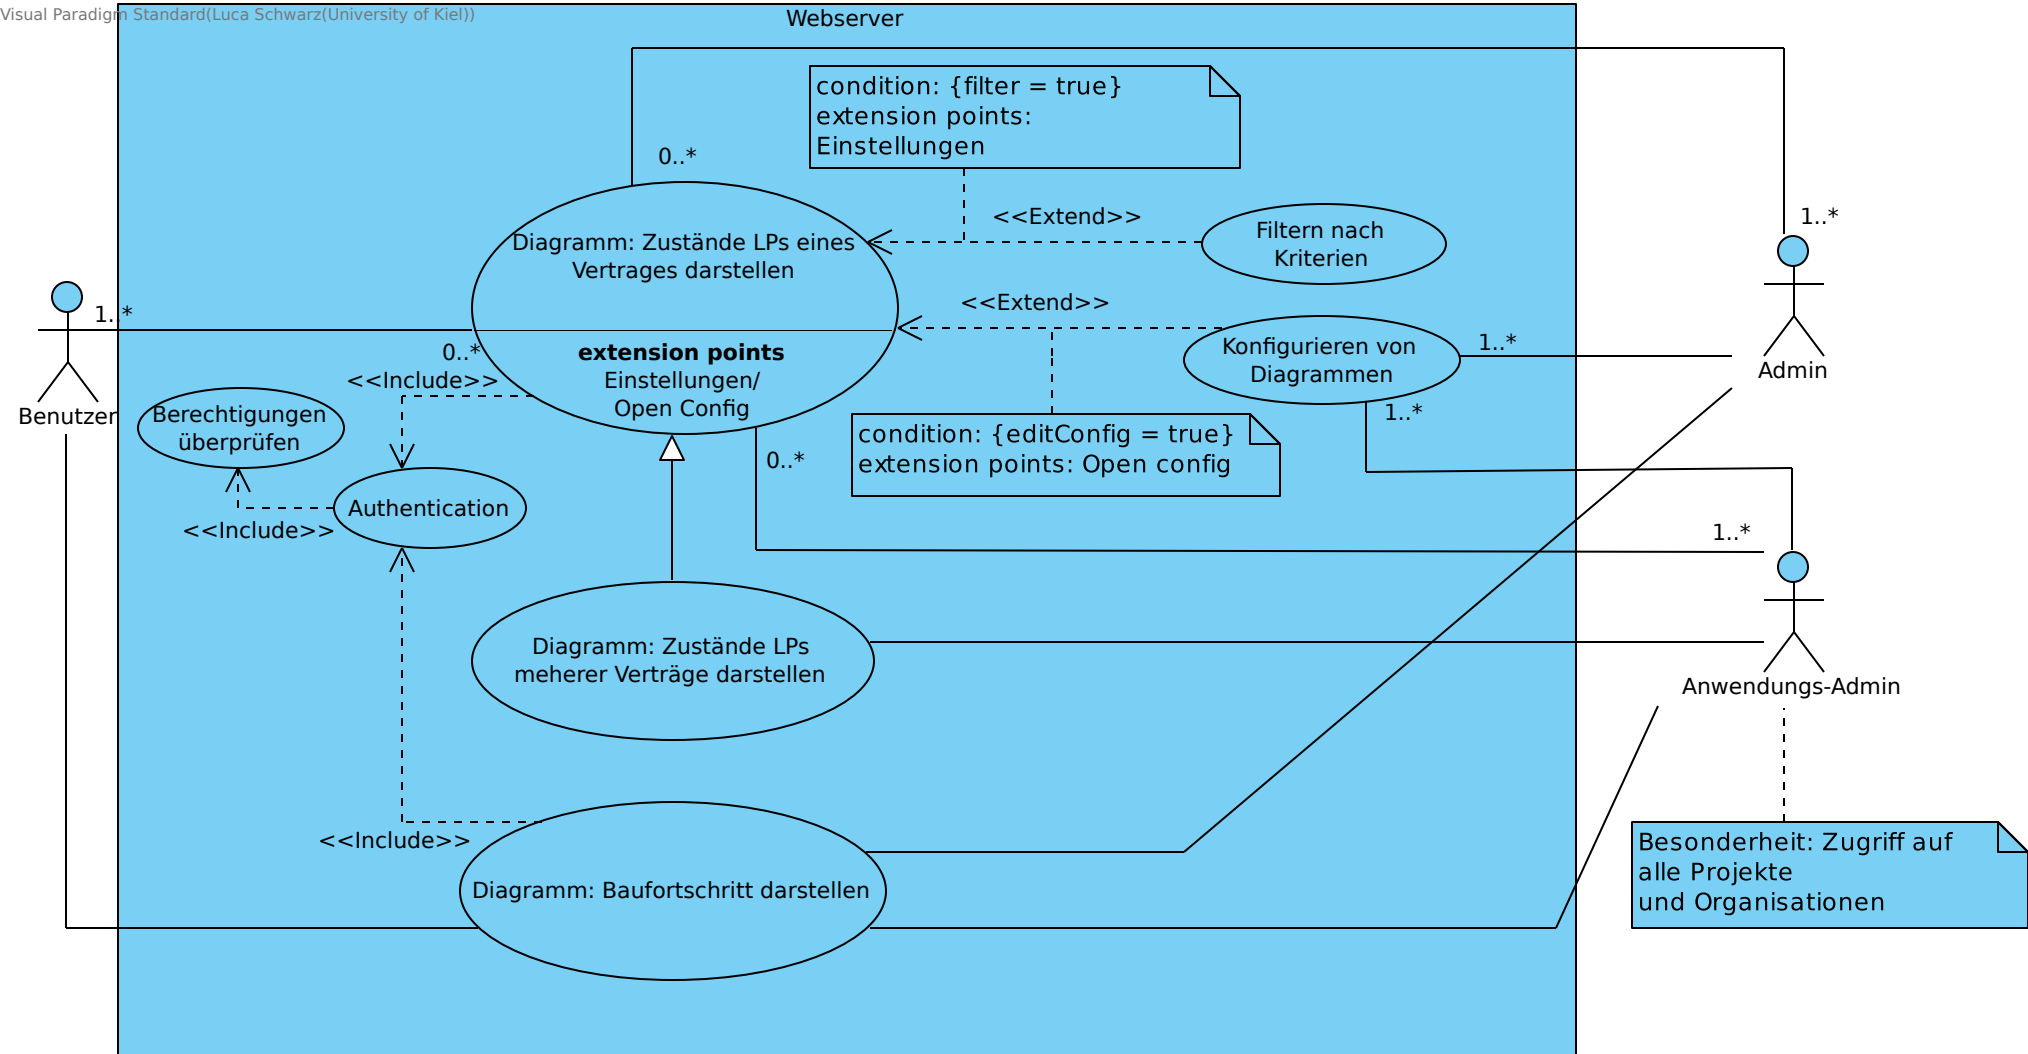 Visual Paradigm Standard(Luca Schwarz(University of Kiel))
Webserver
condition: {filter = true}
extension points:
Einstellungen
0..*
<<Extend>>
1..*
Filtern nach
Kriterien
Diagramm: Zustände LPs eines
Vertrages darstellen
<<Extend>>
1..*
0..*
extension points
Einstellungen/
Open Config
Konfigurieren von
Diagrammen
1..*
Admin
<<Include>>
Benutzer
Berechtigungen
überprüfen
1..*
condition: {editConfig = true}
extension points: Open config
0..*
Authentication
<<Include>>
1..*
Diagramm: Zustände LPs
meherer Verträge darstellen
Anwendungs-Admin
<<Include>>
Diagramm: Baufortschritt darstellen
Besonderheit: Zugriff auf
alle Projekte
und Organisationen